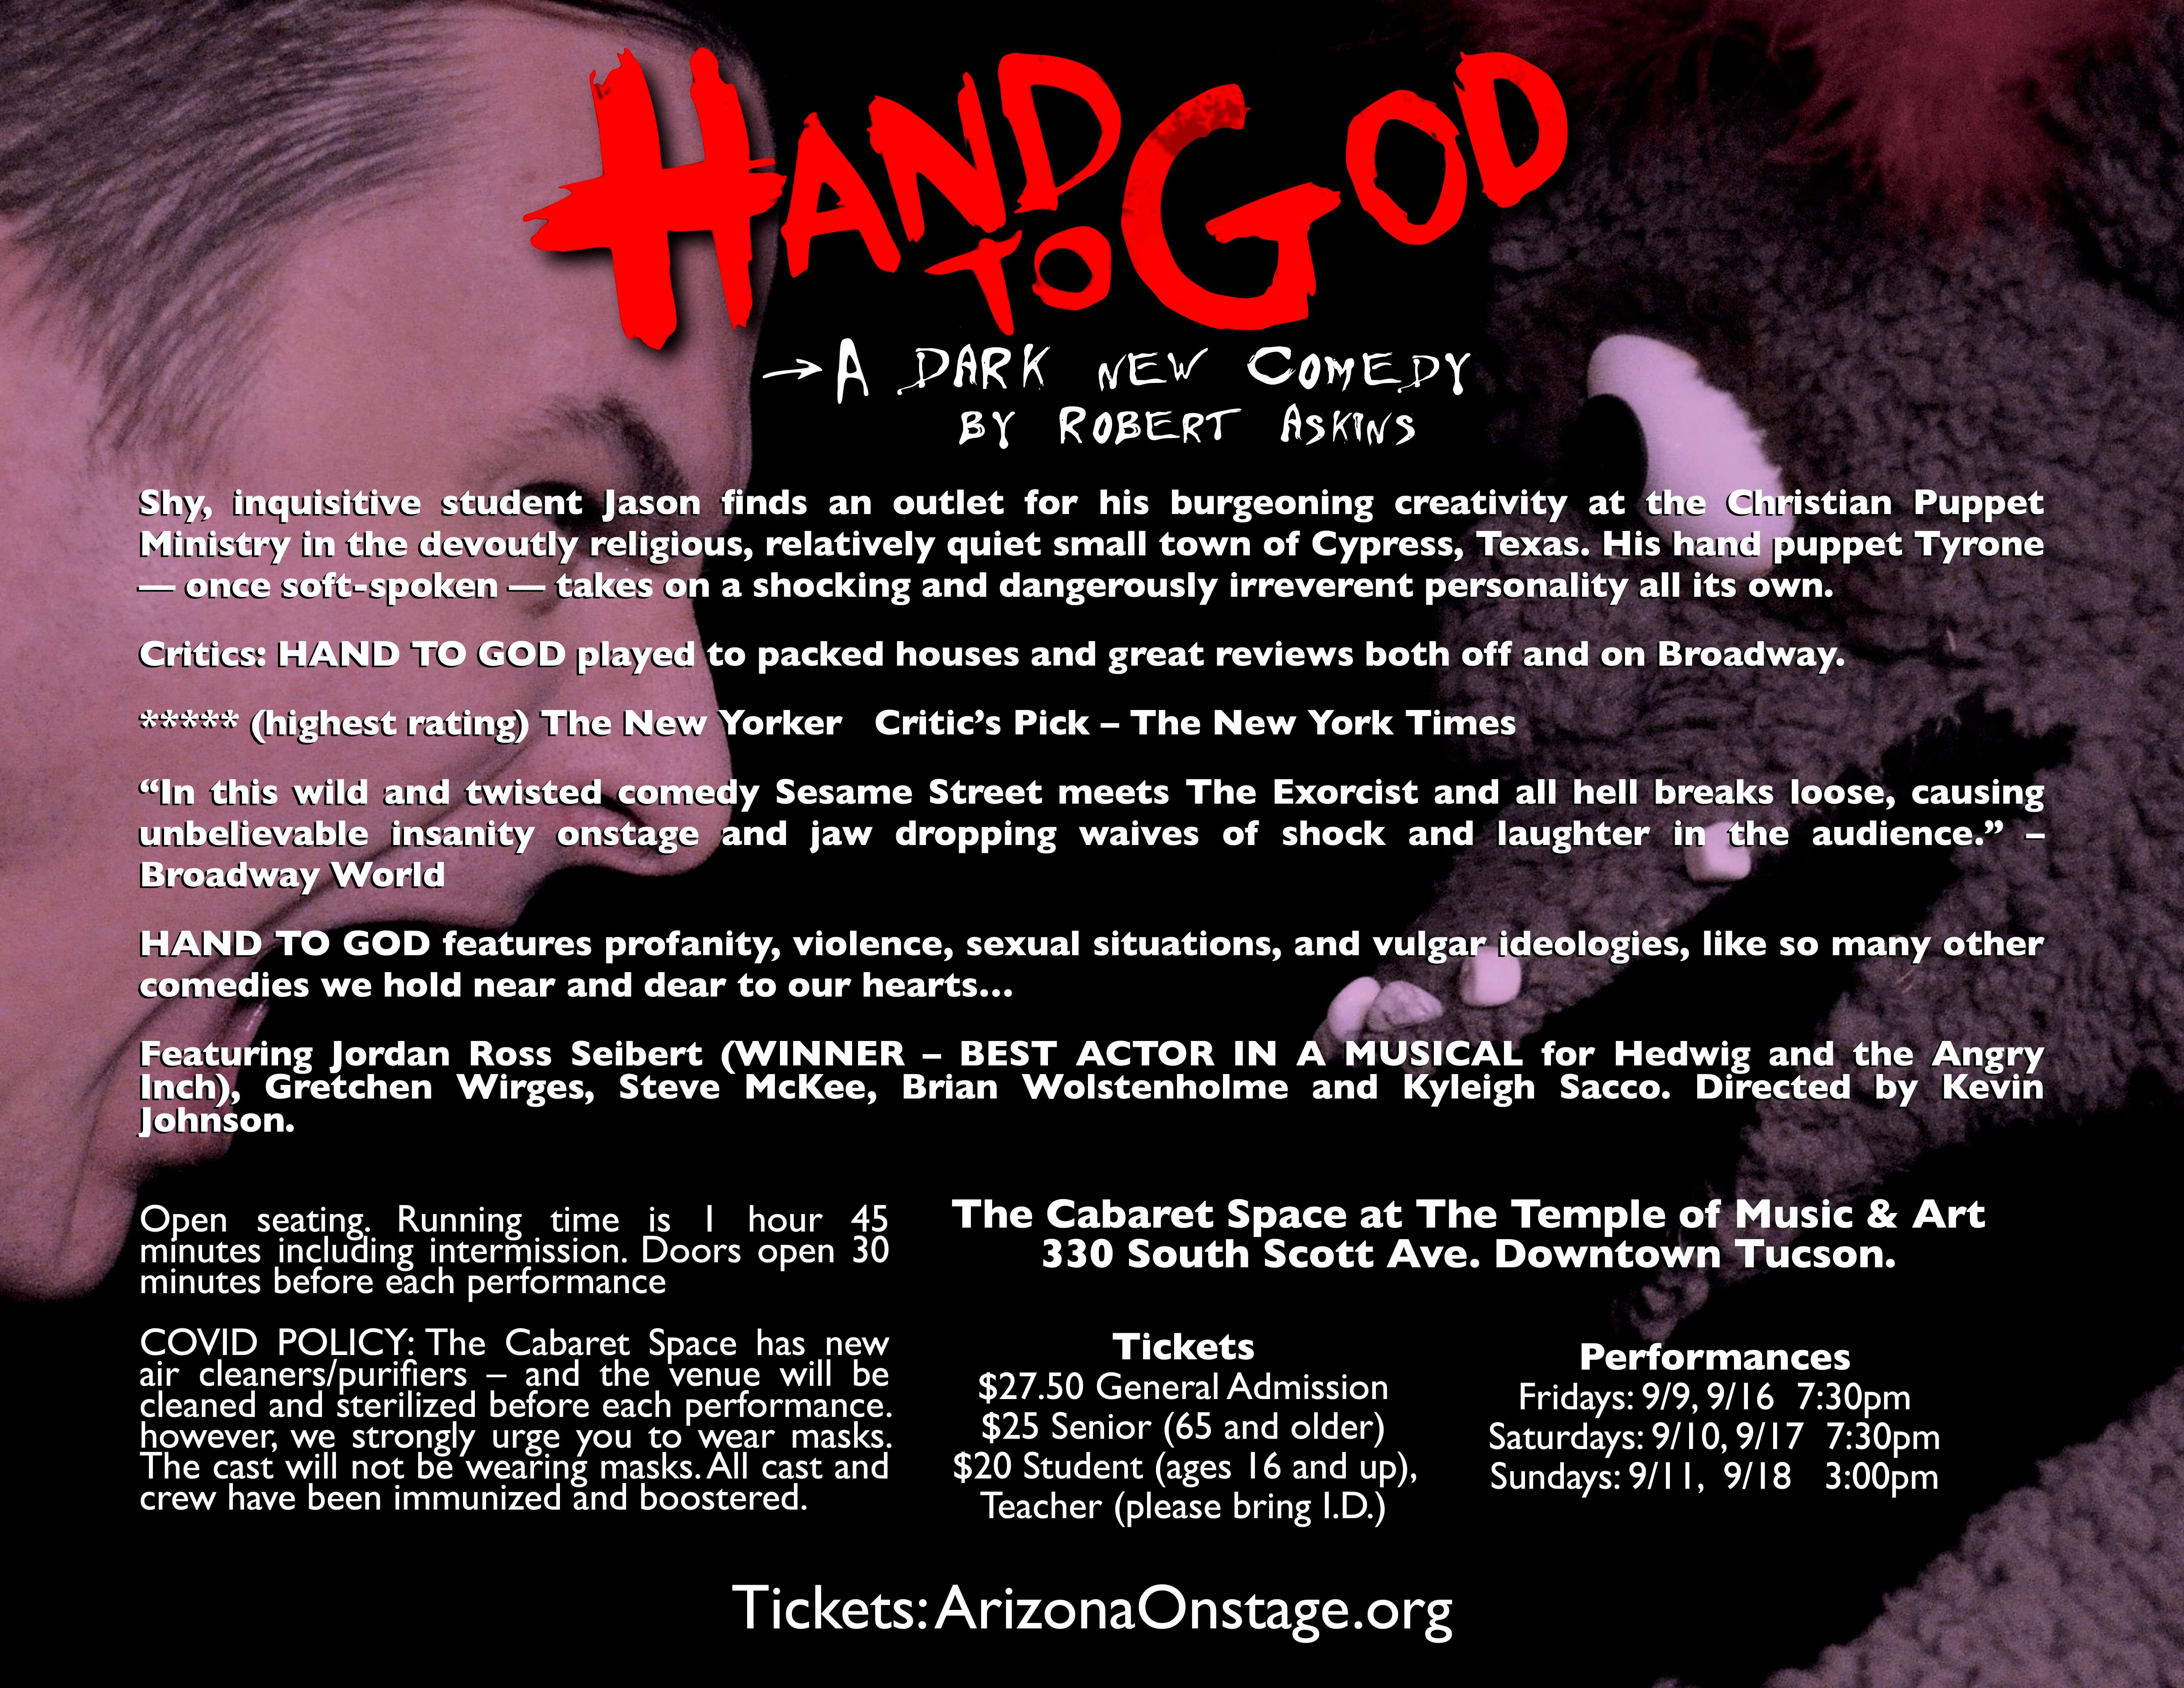 HAND TO GOD
→A DARK NEW COMEDY
BY ROBERT ASKINS
Shy, inquisitive student Jason finds an outlet for his burgeoning creativity at the Christian Puppet
Ministry in the devoutly religious, relatively quiet small town of Cypress, Texas. His hand puppet Tyrone
— once soft-spoken — takes on a shocking and dangerously irreverent personality all its own.
Critics: HAND TO GOD played to packed houses and great reviews both off and on Broadway.
***** (highest rating) The New Yorker   Critic's Pick – The New York Times
“In this wild and twisted comedy Sesame Street meets The Exorcist and all hell breaks loose, causing
unbelievable insanity onstage and jaw dropping waives of shock and laughter in the audience.” –
Broadway World
HAND TO GOD features profanity, violence, sexual situations, and vulgar ideologies, like so many other
comedies we hold near and dear to our hearts...
Featuring Jordan Ross Seibert (WINNER – BEST ACTOR IN A MUSICAL for Hedwig and the Angry
Inch), Gretchen Wirges, Steve McKee, Brian Wolstenholme and Kyleigh Sacco. Directed by Kevin
Johnson.
Open seating. Running time is 1 hour 45
minutes including intermission. Doors open 30
minutes before each performance
COVID POLICY: The Cabaret Space has new
air cleaners/purifiers – and the venue will be
cleaned and sterilized before each performance.
however, we strongly urge you to wear masks.
The cast will not be wearing masks. All cast and
crew have been immunized and boostered.
The Cabaret Space at The Temple of Music & Art
330 South Scott Ave. Downtown Tucson.
Tickets
$27.50 General Admission
$25 Senior (65 and older)
$20 Student (ages 16 and up),
Teacher (please bring I.D.)
Performances
Fridays: 9/9, 9/16  7:30pm
Saturdays: 9/10, 9/17  7:30pm
Sundays: 9/11,  9/18   3:00pm
Tickets: ArizonaOnstage.org